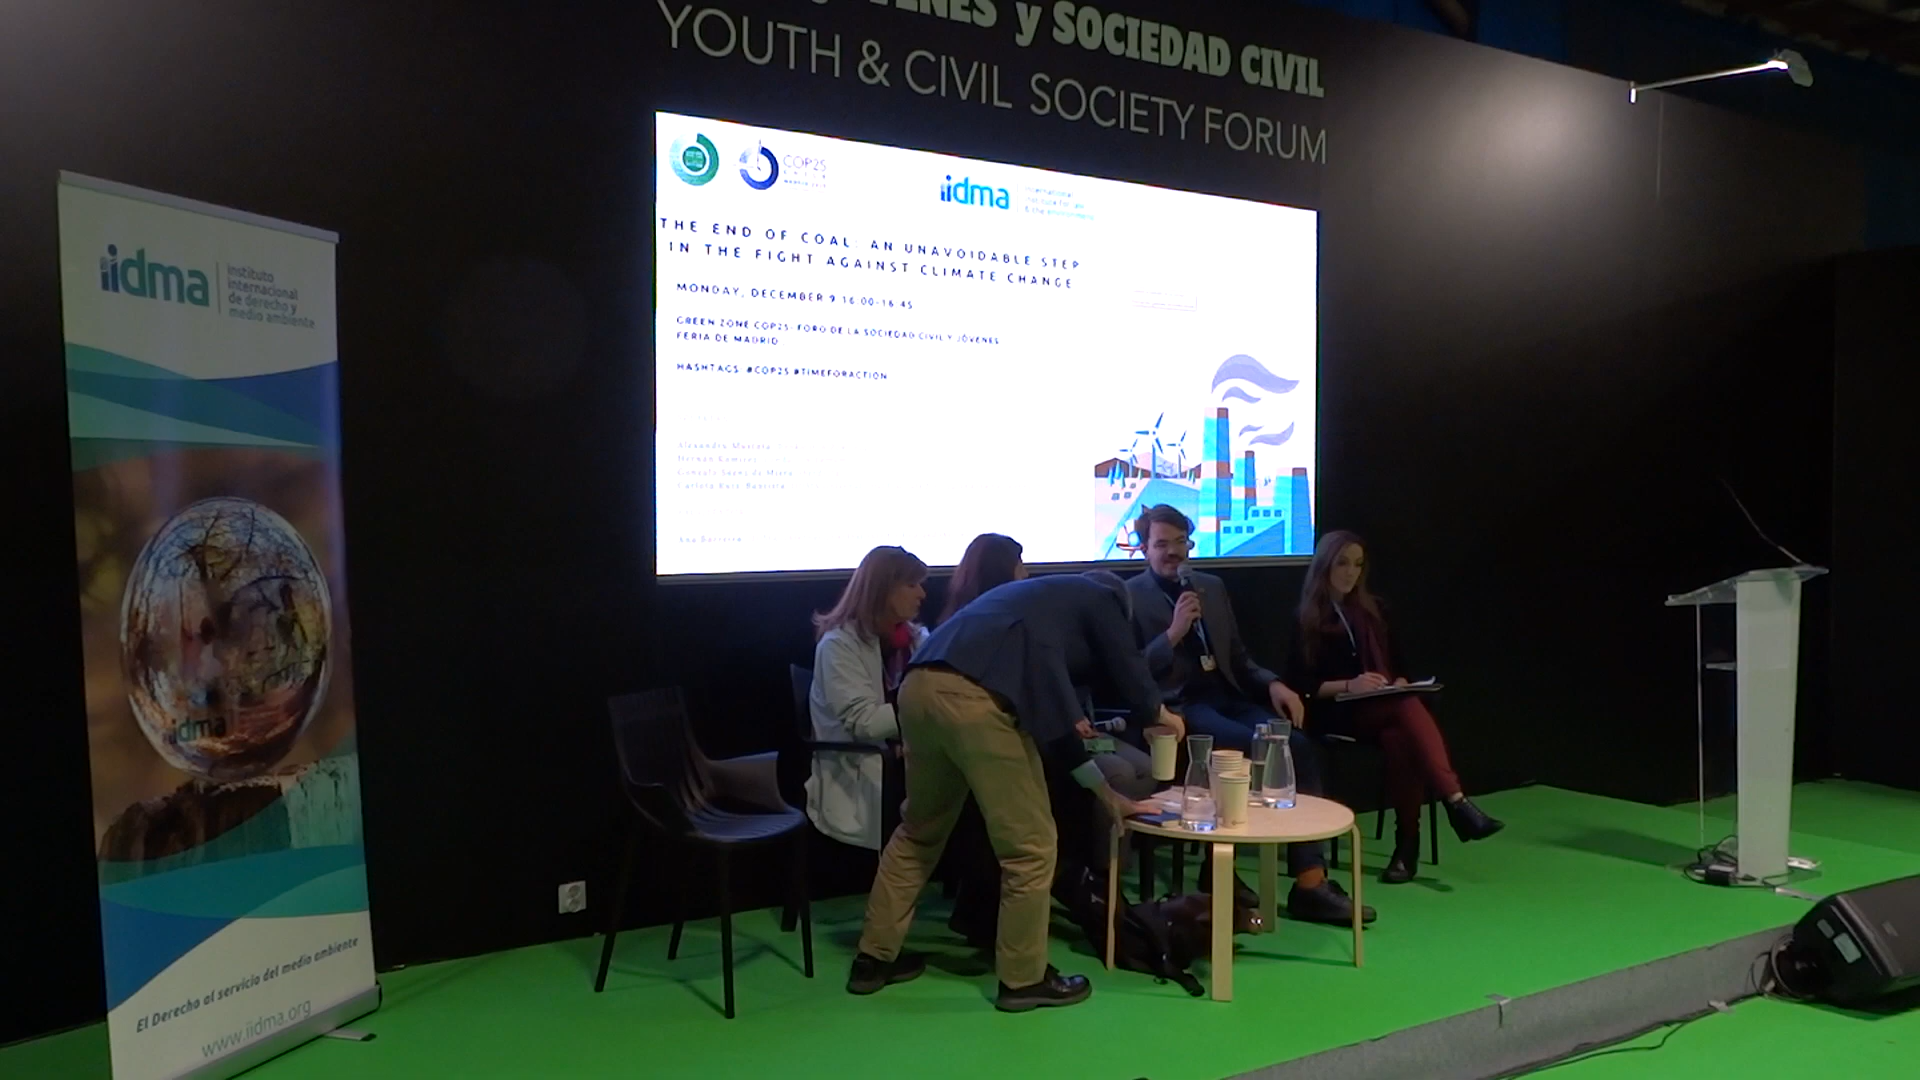 JÓVENES y SOCIEDAD CIVIL
YOUTH & CIVIL SOCIETY FORUM
COP25
iidma
THE END OF COAL: AN UNAVOIDABLE STEP
IN THE FIGHT AGAINST CLIMATE CHANGE
MONDAY, DECEMBER 9 16:00-16:45
GREEN ZONE COP25- FORO DE LA SOCIEDAD CIVIL Y JÓVENES
FERIA DE MADRID
HASHTAGS: #COP25 #TIMEFORACTION
iidma
instituto
internacional
de derecho y
medio ambiente
iidma
El Derecho al servicio del medio ambiente
www.iidma.org